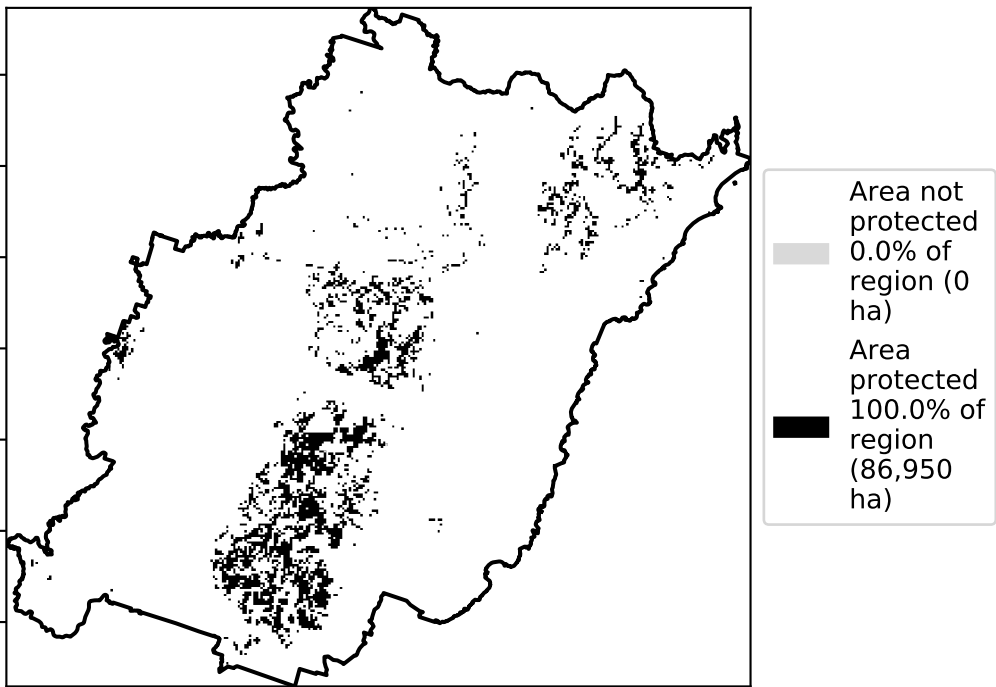 Area not
protected
0.0% of
region (0
ha)
Area
protected
100.0% of
region
(86,950
ha)